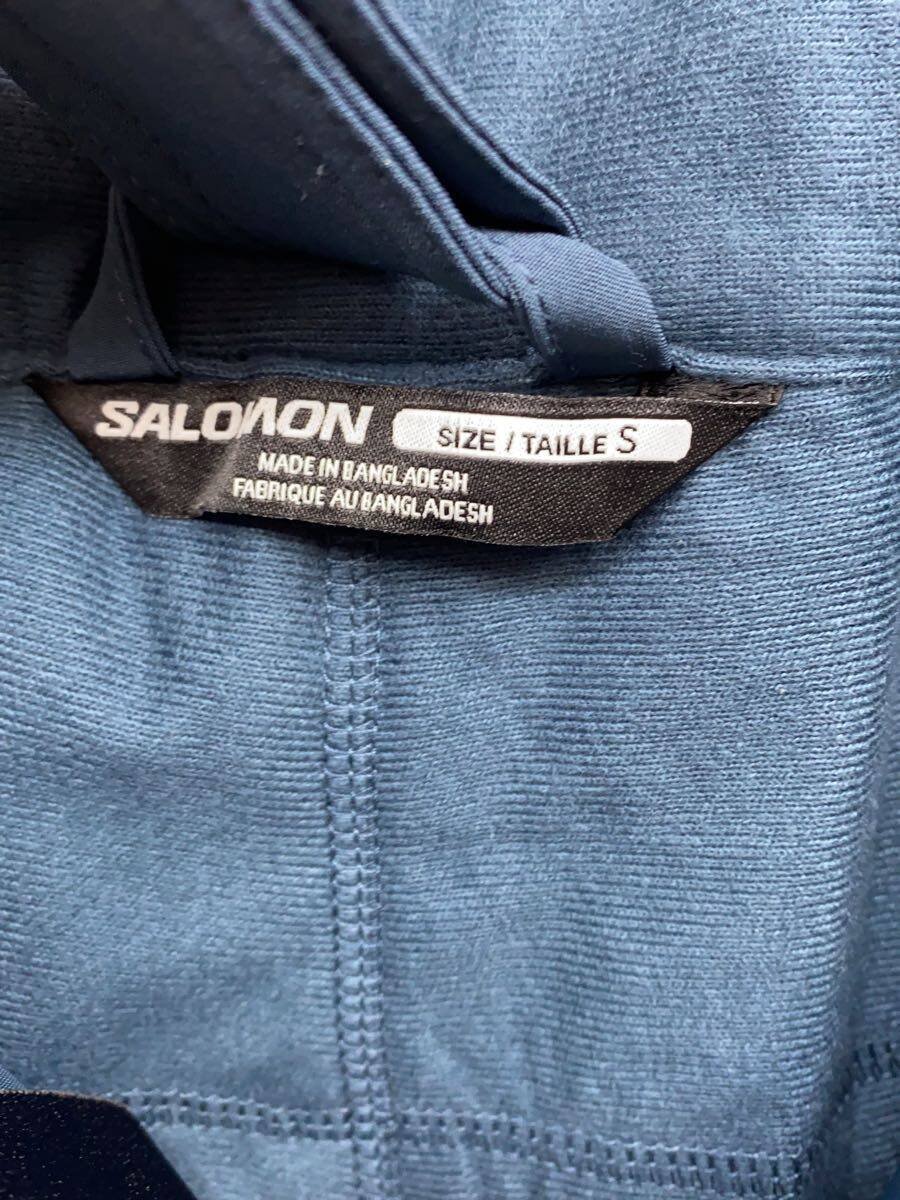 SALOMON SIZE / TAILLE S
MADE IN BANGLADESH
FABRIQUE AU BANGLADESH